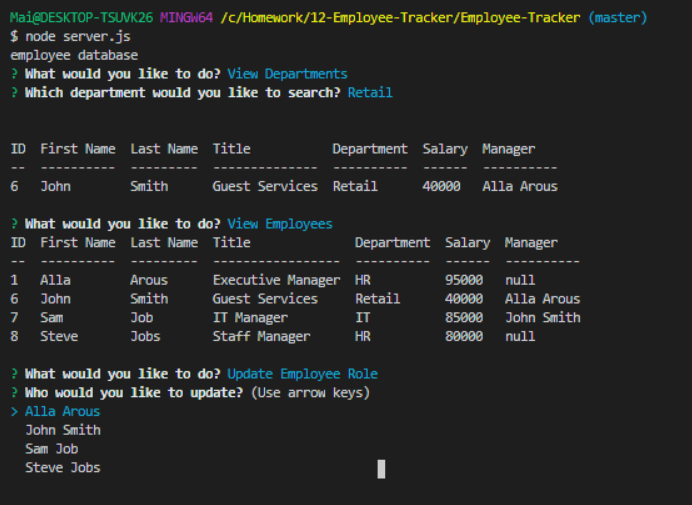 Mai@DESKTOP-TSUVK26 MINGW64 /c/Homework/12-Employee-Tracker/Employee-Tracker (master)
$ node server.js
employee database
? What would you like to do? View Departments
? Which department would you like to search? Retail
ID  First Name  Last Name  Title           Department  Salary  Manager
--  ----------  ---------  --------------  ----------  ------  ----------
6   John        Smith      Guest Services  Retail      40000   Alla Arous
? What would you like to do? View Employees
ID  First Name  Last Name  Title              Department  Salary  Manager
--  ----------  ---------  -----------------  ----------  ------  ----------
1   Alla        Arous      Executive Manager  HR          95000   null
6   John        Smith      Guest Services     Retail      40000   Alla Arous
7   Sam         Job        IT Manager         IT          85000   John Smith
8   Steve       Jobs       Staff Manager      HR          80000   null
? What would you like to do? Update Employee Role
? Who would you like to update? (Use arrow keys)
> Alla Arous
  John Smith
  Sam Job
  Steve Jobs